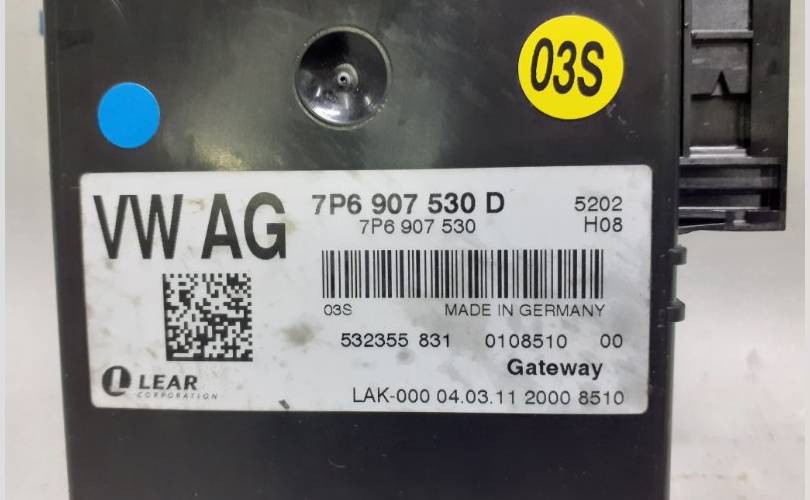 03S
VW AG
7P6 907 530 D
5202
7P6 907 530
H08
03S
MADE IN GERMANY
532355 831 0108510 00
Gateway
LEAR
CORPORATION
LAK-000 04.03.11 2000 8510